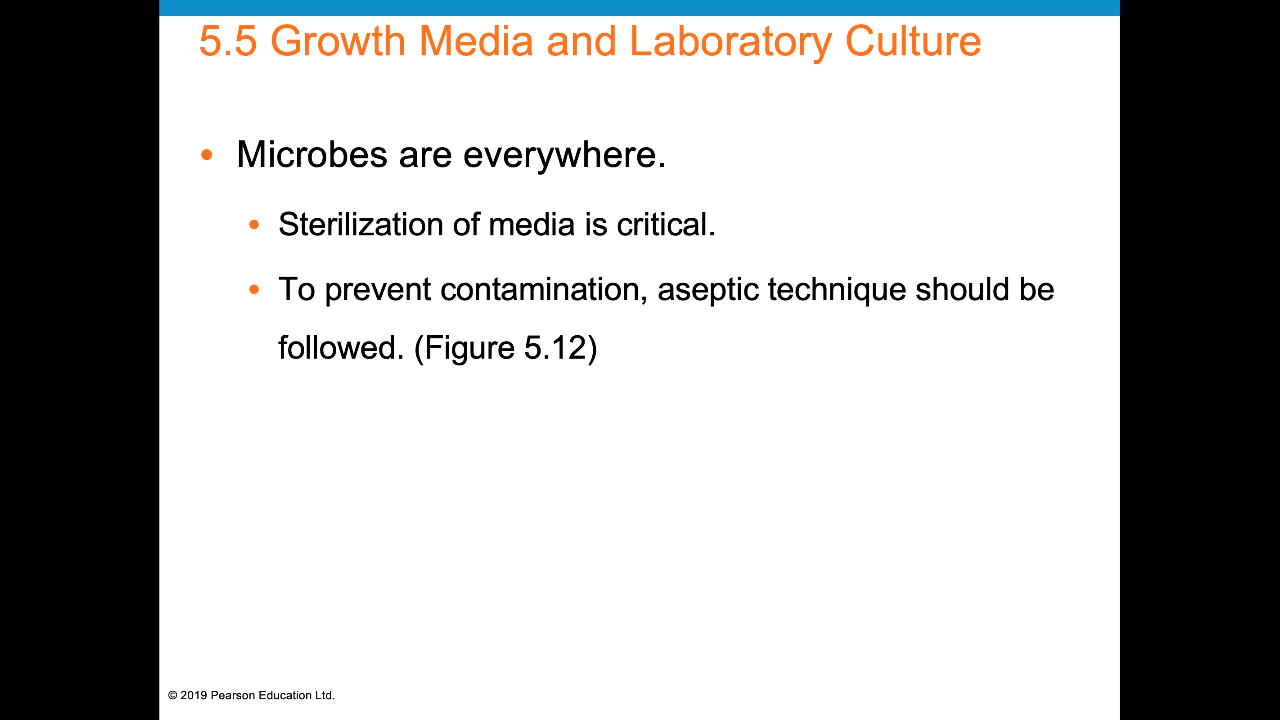 5.5 Growth Media and Laboratory Culture
• Microbes are everywhere.
• Sterilization of media is critical.
• To prevent contamination, aseptic technique should be
followed. (Figure 5.12)
© 2019 Pearson Education Ltd.